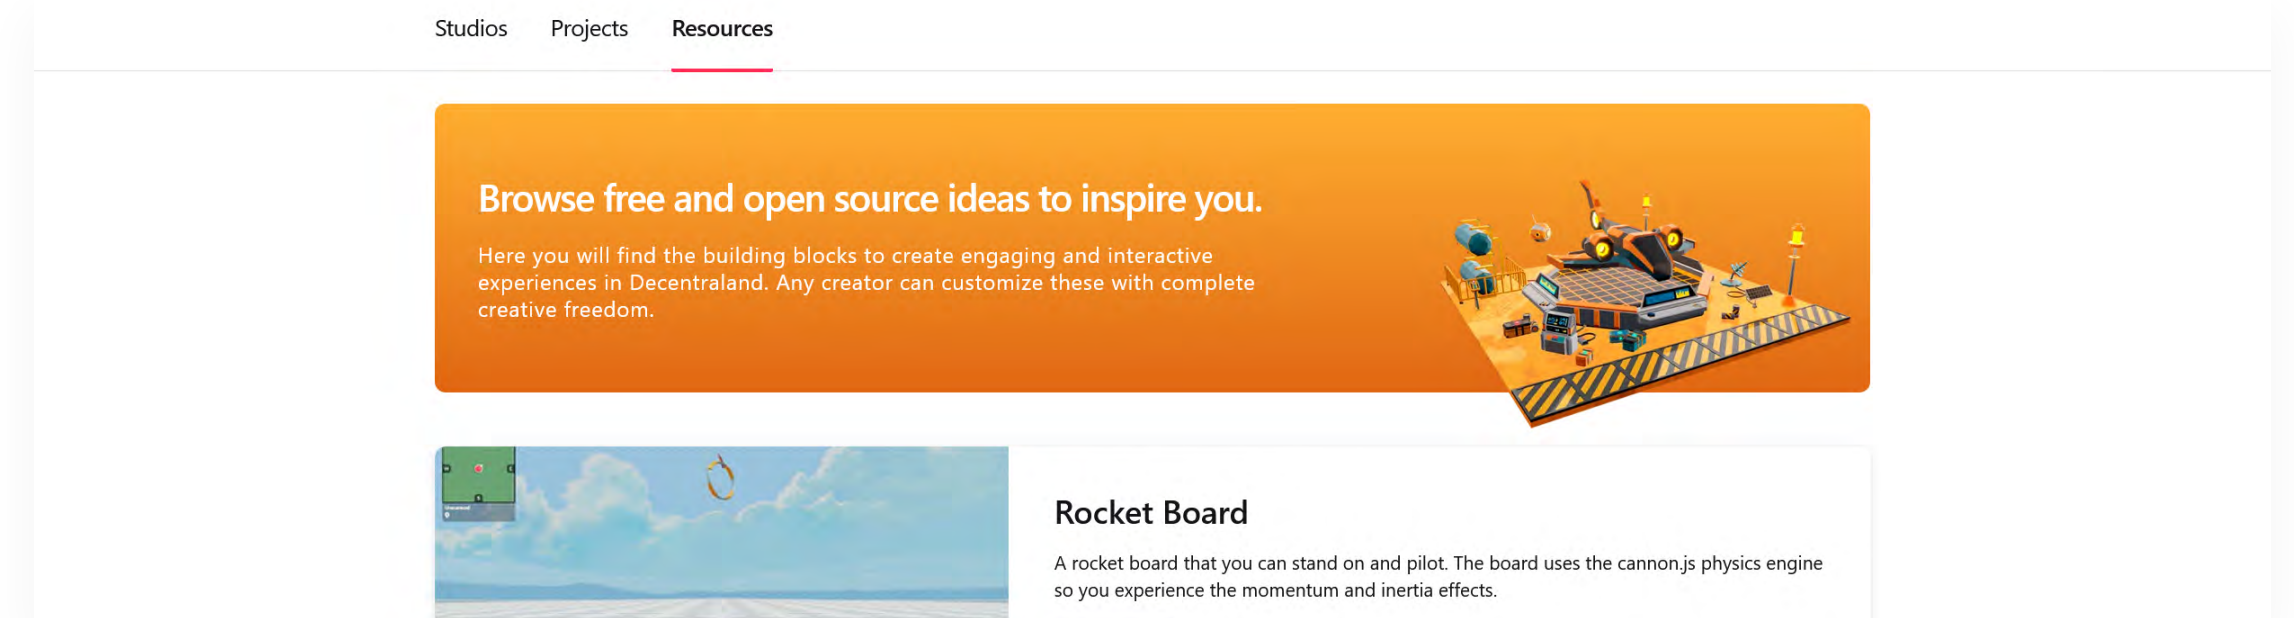 Studios Projects Resources
Browse free and open source ideas to inspire you.
Here you will find the building blocks to create engaging and interactive
experiences in Decentraland. Any creator can customize these with complete
creative freedom.
Rocket Board
A rocket board that you can stand on and pilot. The board uses the cannon.js physics engine
so you experience the momentum and inertia effects.